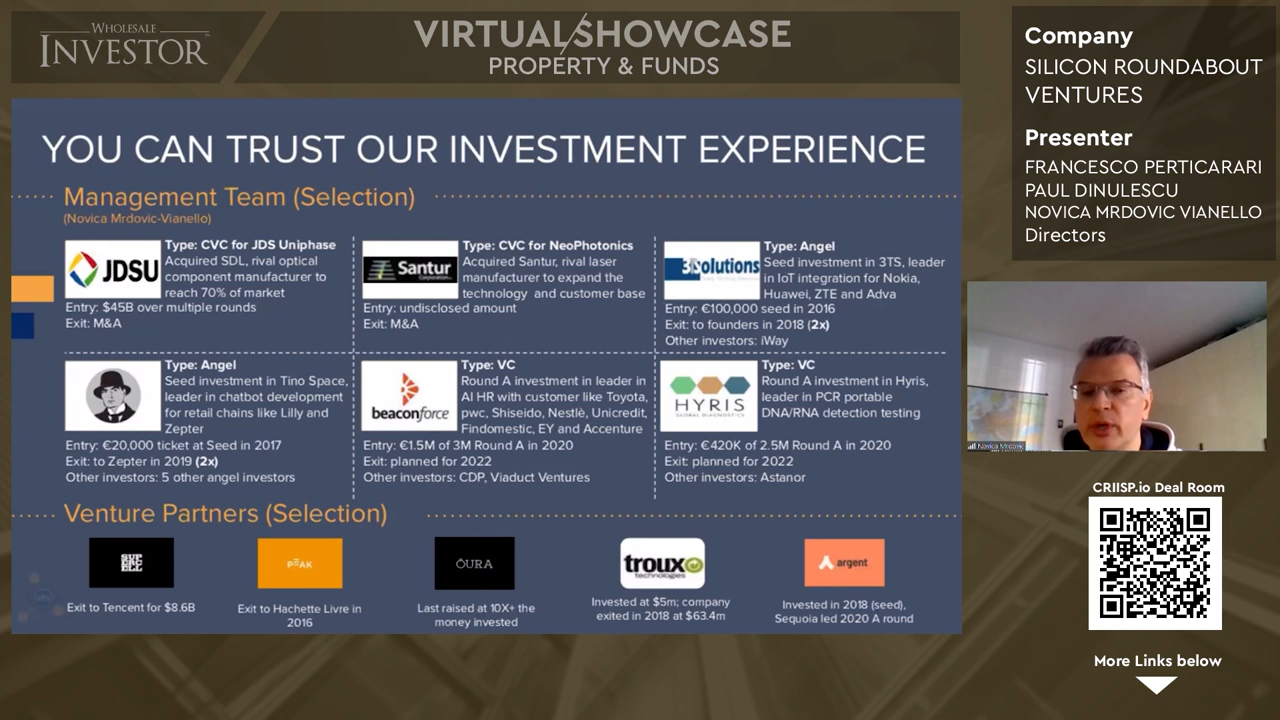 WHOLESALE
INVESTOR
VIRTUAL SHOWCASE
PROPERTY & FUNDS
Company
SILICON ROUNDABOUT
VENTURES
Presenter
FRANCESCO PERTICARARI
PAUL DINULESCU
NOVICA MRDOVIC VIANELLO
Directors
YOU CAN TRUST OUR INVESTMENT EXPERIENCE
Management Team (Selection)
(Novica Mrdovic-Vianello)
JDSU
Type: CVC for JDS Uniphase
Acquired SDL, rival optical
component manufacturer to
reach 70% of market
Entry: $45B over multiple rounds
Exit: M&A
Santur
Corporation
Type: CVC for NeoPhotonics
Acquired Santur, rival laser
manufacturer to expand the
technology and customer base
Entry: undisclosed amount
Exit: M&A
3Solutions
Type: Angel
Seed investment in 3TS, leader
in IoT integration for Nokia,
Huawei, ZTE and Adva
Entry: €100,000 seed in 2016
Exit: to founders in 2018 (2x)
Other investors: iWay
Type: Angel
Seed investment in Tino Space,
leader in chatbot development
for retail chains like Lilly and
Zepter
Entry: €20,000 ticket at Seed in 2017
Exit: to Zepter in 2019 (2x)
Other investors: 5 other angel investors
beaconforce
Type: VC
Round A investment in leader in
AI HR with customer like Toyota,
pwc, Shiseido, Nestlè, Unicredit,
Findomestic, EY and Accenture
Entry: €1.5M of 3M Round A in 2020
Exit: planned for 2022
Other investors: CDP, Viaduct Ventures
HYRIS
GLOBAL DIAGNOSTICS
Type: VC
Round A investment in Hyris,
leader in PCR portable
DNA/RNA detection testing
Entry: €420K of 2.5M Round A in 2020
Exit: planned for 2022
Other investors: Astanor
Venture Partners (Selection)
SUP
ERC
ELL
Exit to Tencent for $8.6B
PEAK
Exit to Hachette Livre in
2016
ŌURA
Last raised at 10X+ the
money invested
troux
technologies
Invested at $5m; company
exited in 2018 at $63.4m
argent
Invested in 2018 (seed),
Sequoia led 2020 A round
CRIISP.io Deal Room
More Links below